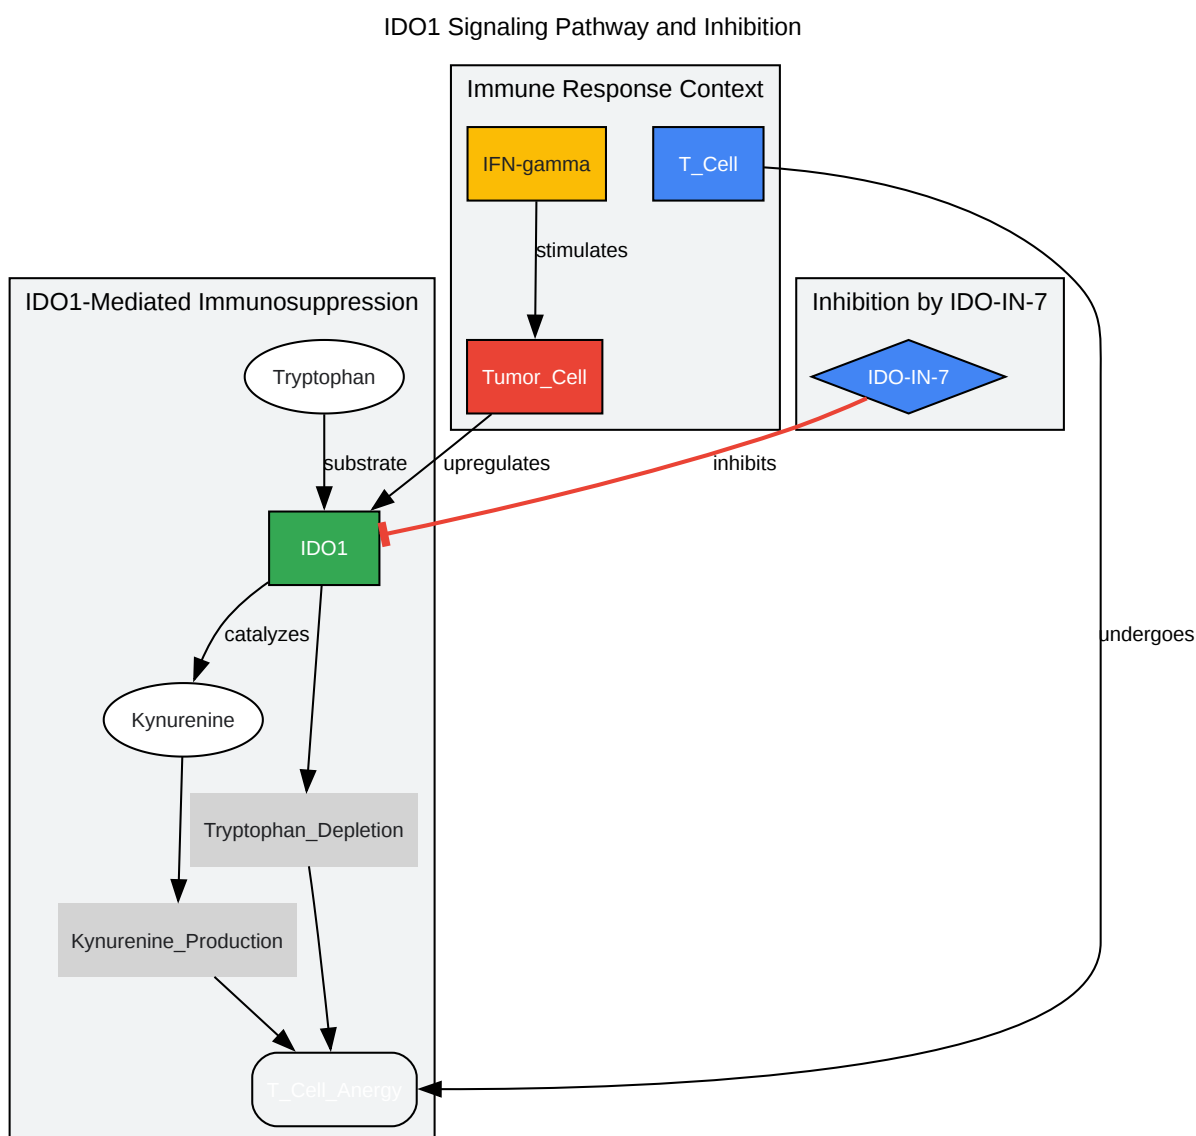 IDO1 Signaling Pathway and Inhibition
Immune Response Context
IFN-gamma
T_Cell
stimulates
IDO1-Mediated Immunosuppression
Inhibition by IDO-IN-7
Tryptophan
Tumor_Cell
IDO-IN-7
substrate
upregulates
inhibits
IDO1
catalyzes
undergoes
Kynurenine
Tryptophan_Depletion
Kynurenine_Production
T_Cell_Anergy